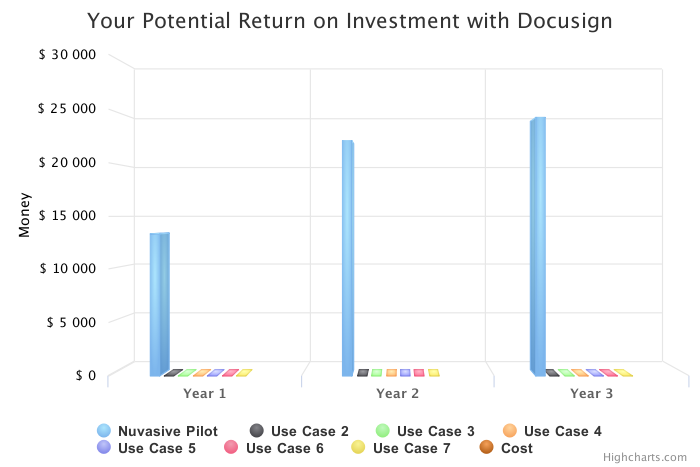 Your Potential Return on Investment with Docusign
$ 30 000
$ 25 000
$ 20 000
$ 15 000
$ 10 000
$ 5 000
$ 0
Money
Year 1 Year 2 Year 3
Nuvasive Pilot Use Case 2 Use Case 3 Use Case 4
Use Case 5 Use Case 6 Use Case 7 Cost
Highcharts.com